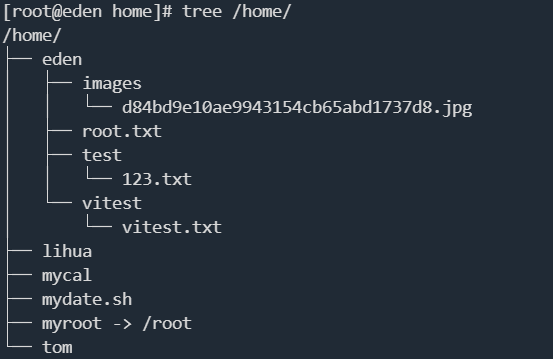 [root@eden home]# tree /home/
/home/
├── eden
│   ├── images
│   │   └── d84bd9e10ae9943154cb65abd1737d8.jpg
│   ├── root.txt
│   ├── test
│   │   └── 123.txt
│   └── vitest
│       └── vitest.txt
├── lihua
├── mycal
├── mydate.sh
├── myroot -> /root
└── tom